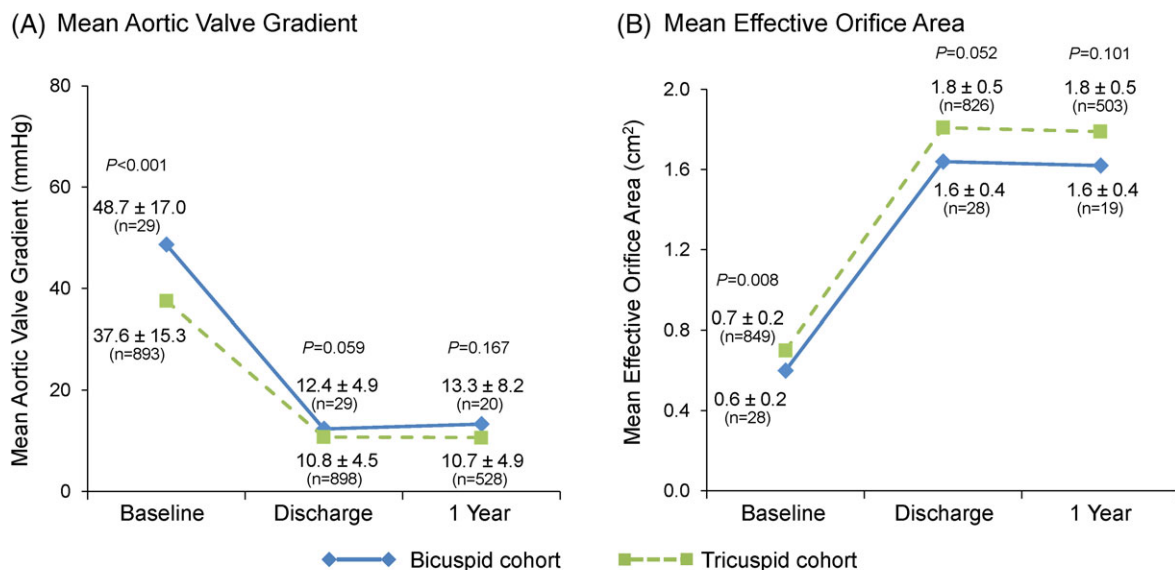 (A) Mean Aortic Valve Gradient
Mean Aortic Valve Gradient (mmHg)
80
60
40
20
0
P<0.001
48.7 ± 17.0
(n=29)
37.6 ± 15.3
(n=893)
P=0.059
12.4 ± 4.9
(n=29)
10.8 ± 4.5
(n=898)
P=0.167
13.3 ± 8.2
(n=20)
10.7 ± 4.9
(n=528)
Baseline Discharge 1 Year
(B) Mean Effective Orifice Area
Mean Effective Orifice Area (cm²)
2.0
1.6
1.2
0.8
0.4
0.0
P=0.008
0.7 ± 0.2
(n=849)
0.6 ± 0.2
(n=28)
P=0.052
1.8 ± 0.5
(n=826)
1.6 ± 0.4
(n=28)
P=0.101
1.8 ± 0.5
(n=503)
1.6 ± 0.4
(n=19)
Baseline Discharge 1 Year
Bicuspid cohort
Tricuspid cohort